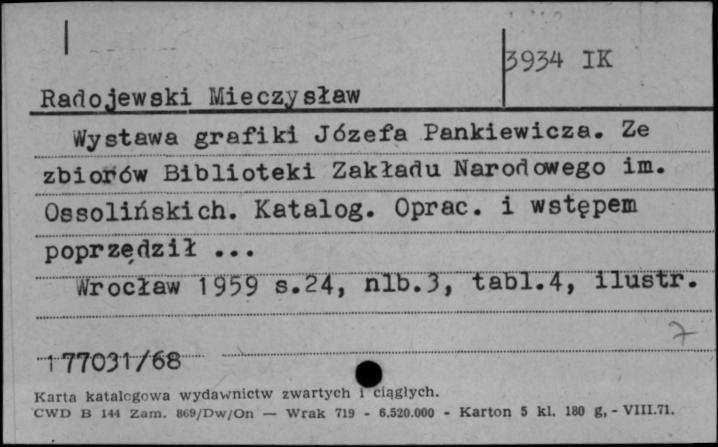 3934 IK
Radojewski Mieczysław
Wystawa grafiki Józefa Pankiewicza. Ze
zbiorów Biblioteki Zakładu Narodowego im.
Ossolińskich. Katalog. Oprac. i wstępem
poprzedził ...
Wrocław 1959 s.24, nlb.3, tabl.4, ilustr.
7
177031/68
Karta katalogowa wydawnictw zwartych i ciągłych.
CWD B 144 Zam. 869/Dw/On — Wrak 719 - 6.520.000 - Karton 5 kl. 180 g, - VIII.71.